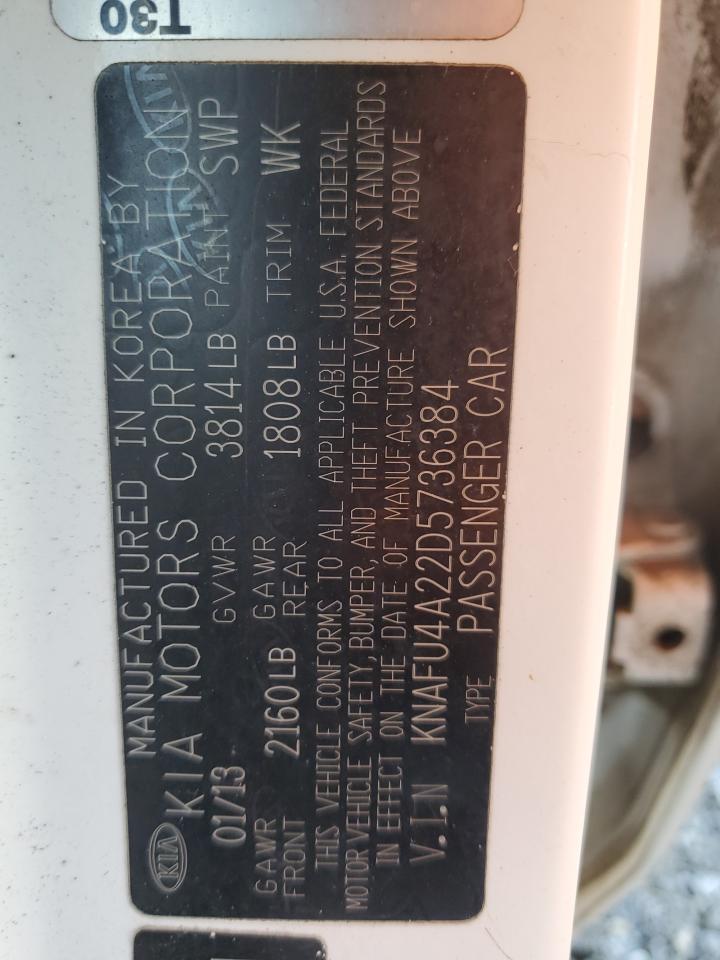 T30
KIA
MANUFACTURED IN KOREA BY
KIA MOTORS CORPORATION
01/13 GVWR 3814LB PAINT SWP
GAWR FRONT 2160LB GAWR REAR 1808LB TRIM WK
THIS VEHICLE CONFORMS TO ALL APPLICABLE U.S.A. FEDERAL
MOTOR VEHICLE SAFETY, BUMPER, AND THEFT PREVENTION STANDARDS
IN EFFECT ON THE DATE OF MANUFACTURE SHOWN ABOVE
V.I.N KNAFU4A22D5736384
TYPE PASSENGER CAR